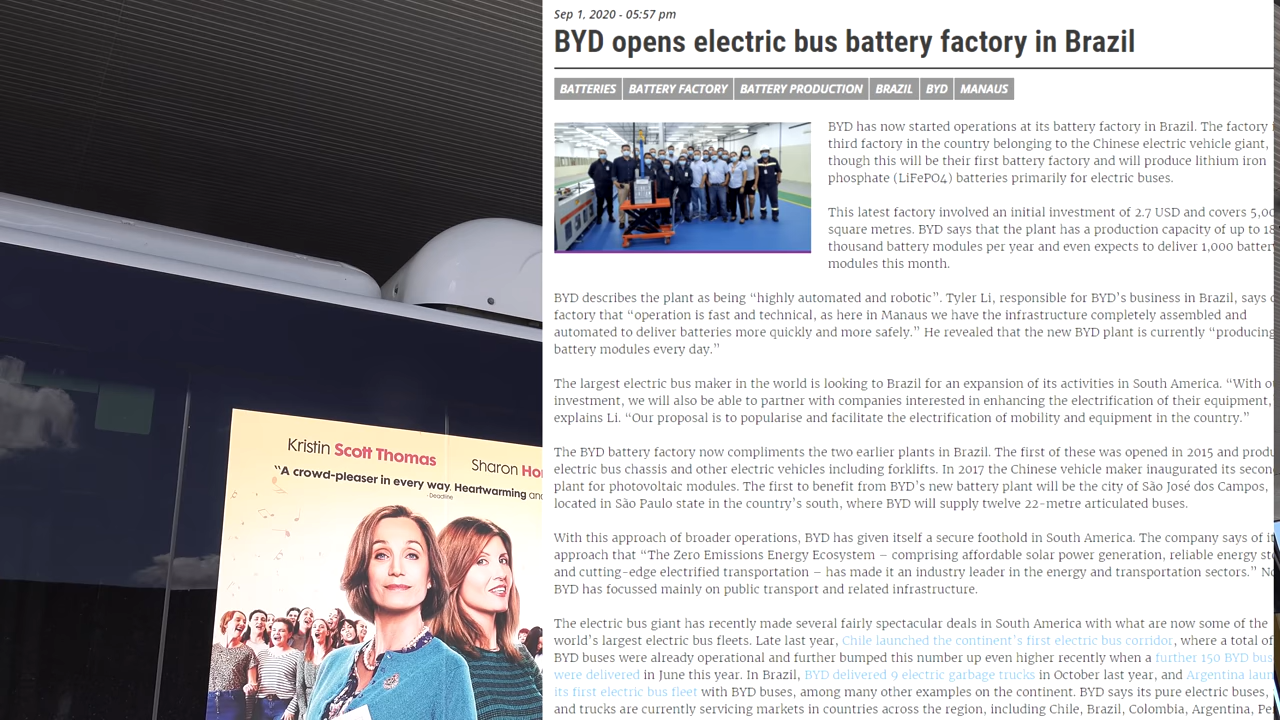 Sep 1, 2020 - 05:57 pm
BYD opens electric bus battery factory in Brazil
BATTERIES BATTERY FACTORY BATTERY PRODUCTION BRAZIL BYD MANAUS
BYD has now started operations at its battery factory in Brazil. The factory
third factory in the country belonging to the Chinese electric vehicle giant,
though this will be their first battery factory and will produce lithium iron
phosphate (LiFePO4) batteries primarily for electric buses.
This latest factory involved an initial investment of 2.7 USD and covers
square metres. BYD says that the plant has a production capacity of up to
thousand battery modules per year and even expects to deliver 1,000
modules this month.
BYD describes the plant as being “highly automated and robotic”. Tyler Li, responsible for BYD’s business in Brazil, says
factory that “operation is fast and technical, as here in Manaus we have the infrastructure completely assembled and
automated to deliver batteries more quickly and more safely.” He revealed that the new BYD plant is currently “producing
battery modules every day.”
The largest electric bus maker in the world is looking to Brazil for an expansion of its activities in South America. “With
investment, we will also be able to partner with companies interested in enhancing the electrification of their equipment,
explains Li. “Our proposal is to popularise and facilitate the electrification of mobility and equipment in the country.”
The BYD battery factory now compliments the two earlier plants in Brazil. The first of these was opened in 2015 and
electric bus chassis and other electric vehicles including forklifts. In 2017 the Chinese vehicle maker inaugurated its
plant for photovoltaic modules. The first to benefit from BYD’s new battery plant will be the city of São José dos Campos,
located in São Paulo state in the country’s south, where BYD will supply twelve 22-metre articulated buses.
With this approach of broader operations, BYD has given itself a secure foothold in South America. The company says of
approach that “The Zero Emissions Energy Ecosystem – comprising affordable solar power generation, reliable energy
and cutting-edge electrified transportation – has made it an industry leader in the energy and transportation sectors.”
BYD has focussed mainly on public transport and related infrastructure.
The electric bus giant has recently made several fairly spectacular deals in South America with what are now some of the
world’s largest electric bus fleets. Late last year, Chile launched the continent’s first electric bus corridor, where a total of
BYD buses were already operational and further bumped this number up even higher recently when a further 150 BYD
were delivered in June this year. In Brazil, BYD delivered 9 electric garbage trucks in October last year, and Argentina
its first electric bus fleet with BYD buses, among many other examples on the continent. BYD says its pure electric buses,
and trucks are currently servicing markets in countries across the region, including Chile, Brazil, Colombia, Argentina,
Kristin Scott Thomas
Sharon
“A crowd-pleaser in every way. Heartwarming
-Deadline